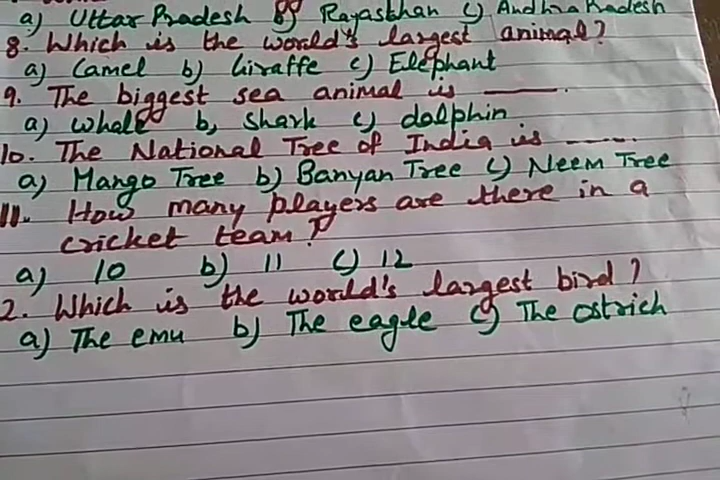 a) Uttar Pradesh b) Rajasthan c) Andhra Pradesh
8. Which is the world's largest animal?
a) Camel b) Giraffe c) Elephant
9. The biggest sea animal is ———.
a) whale b, shark c) dolphin.
10. The National Tree of India is ———.
a) Mango Tree b) Banyan Tree c) Neem Tree
11. How many players are there in a
cricket team?
a) 10 b) 11 c) 12
2. Which is the world's largest bird?
a) The emu b) The eagle c) The ostrich